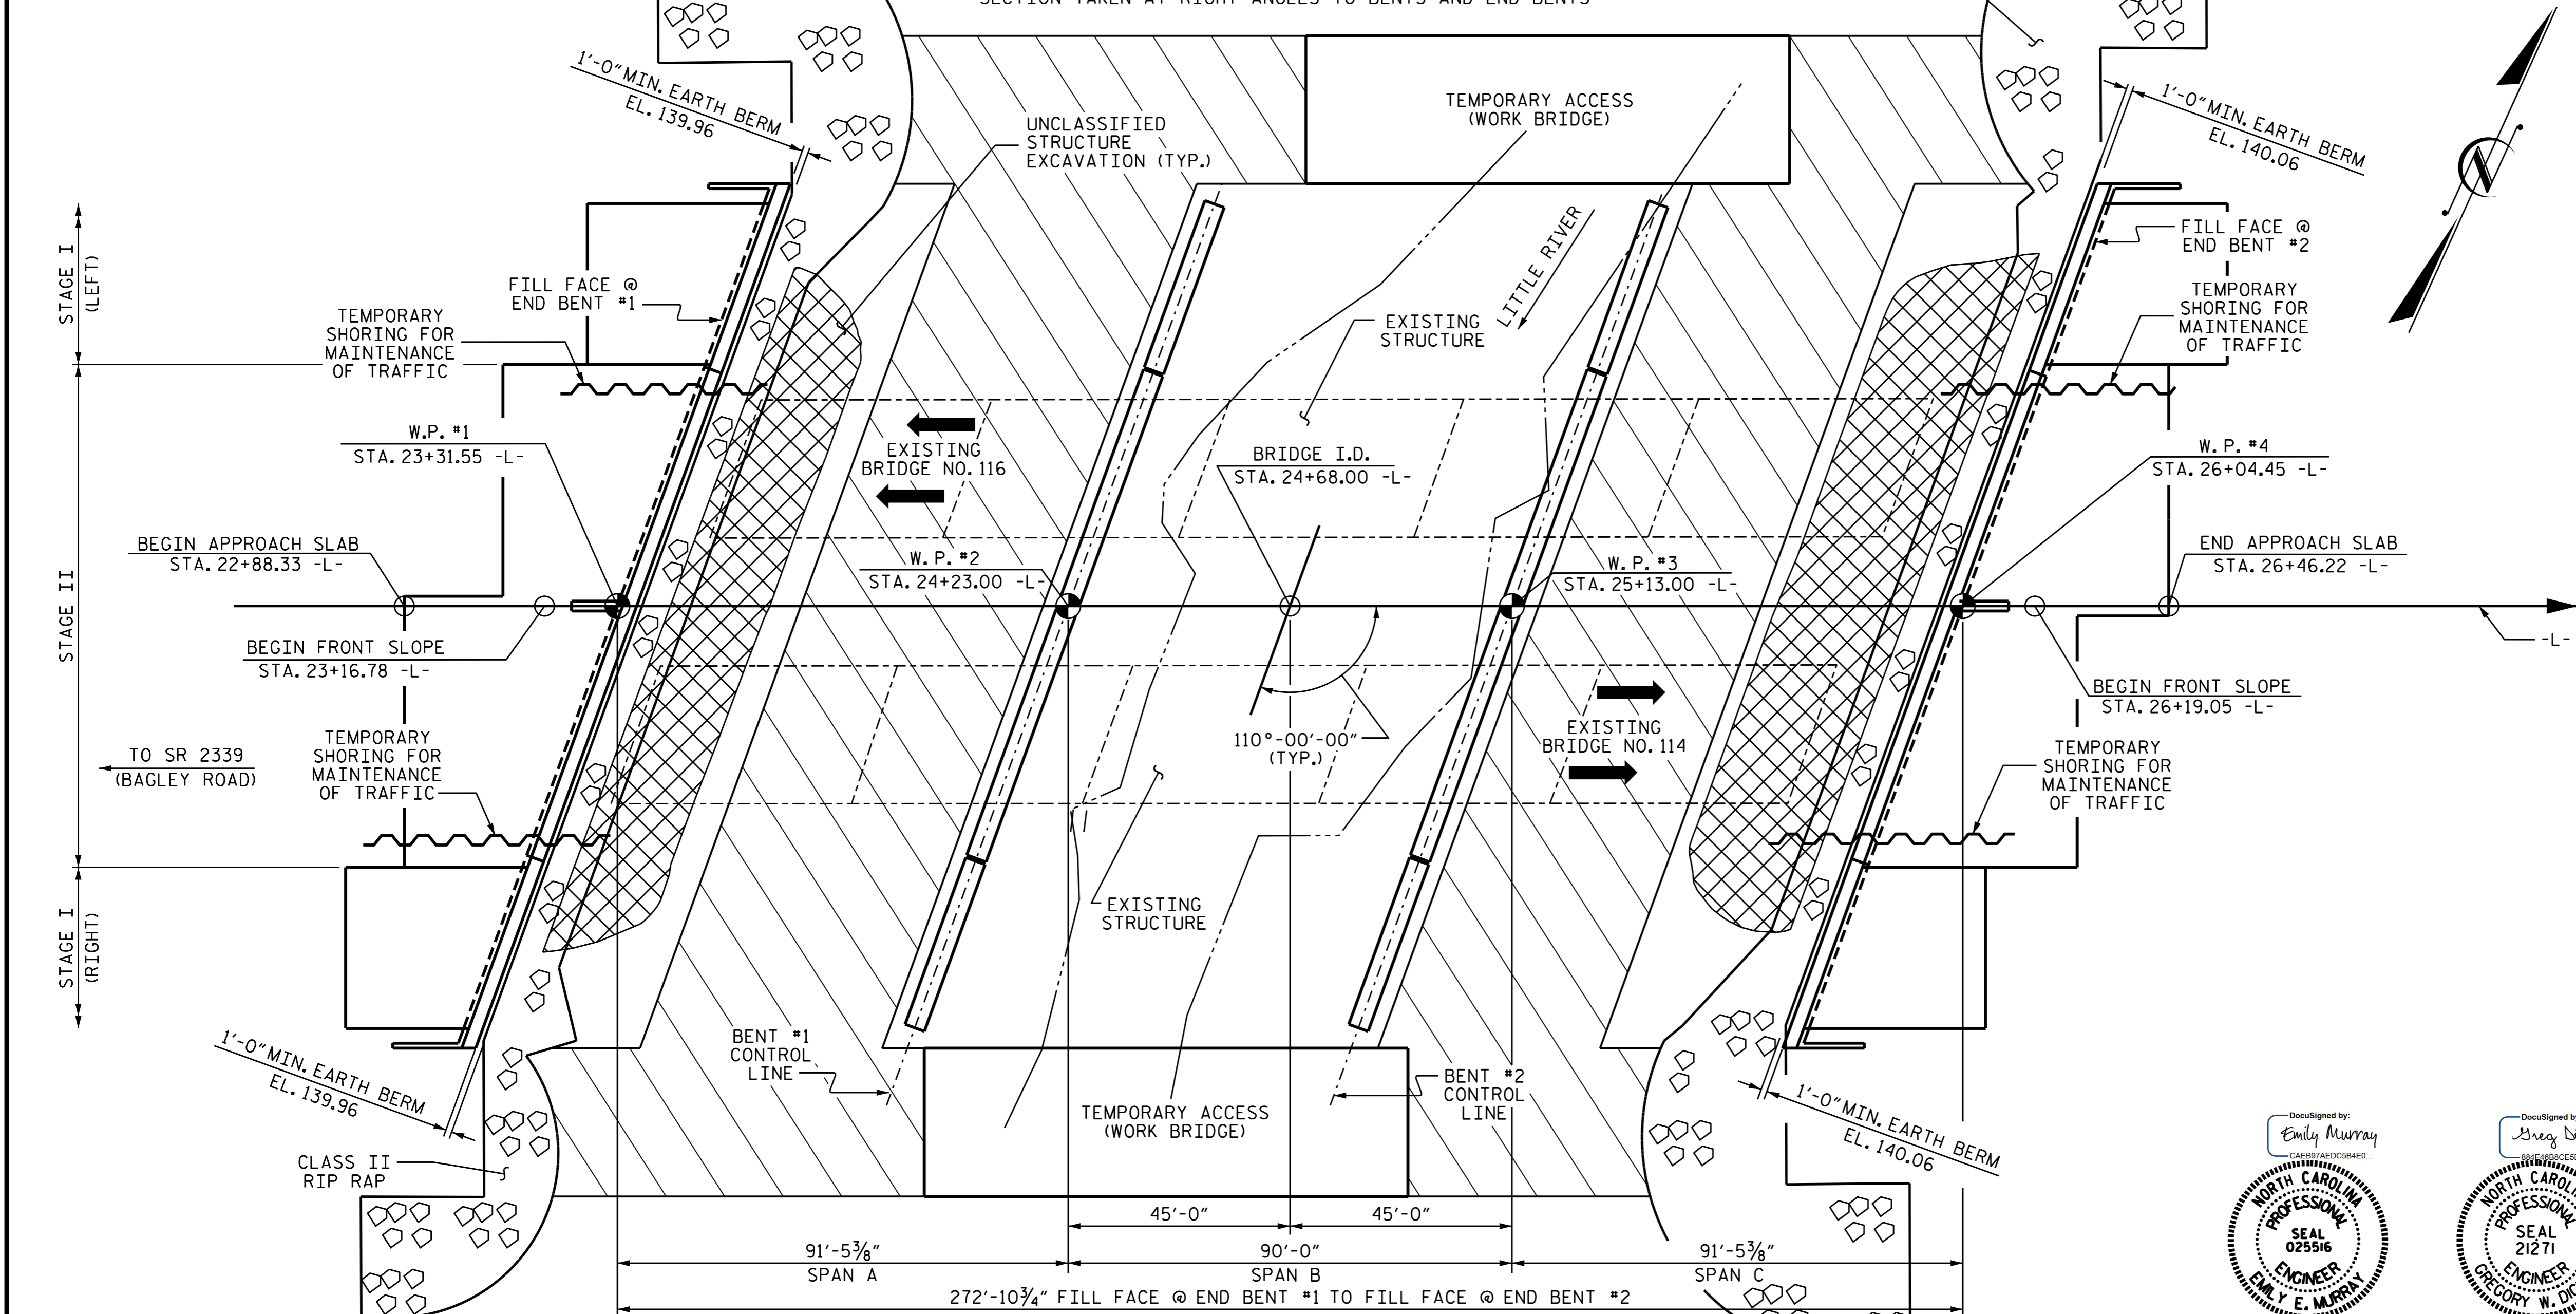 SECTION TAKEN AT RIGHT ANGLES TO BENTS AND END BENTS
1'-0" MIN. EARTH BERM
EL. 139.96
UNCLASSIFIED
STRUCTURE
EXCAVATION (TYP.)
TEMPORARY ACCESS
(WORK BRIDGE)
1'-0" MIN. EARTH BERM
EL. 140.06
N
STAGE I
(LEFT)
FILL FACE @
END BENT #1
TEMPORARY
SHORING FOR
MAINTENANCE
OF TRAFFIC
LITTLE RIVER
EXISTING
STRUCTURE
FILL FACE @
END BENT #2
TEMPORARY
SHORING FOR
MAINTENANCE
OF TRAFFIC
W.P. #1
STA. 23+31.55 -L-
EXISTING
BRIDGE NO. 116
BRIDGE I.D.
STA. 24+68.00 -L-
W.P. #4
STA. 26+04.45 -L-
BEGIN APPROACH SLAB
STA. 22+88.33 -L-
W.P. #2
STA. 24+23.00 -L-
W.P. #3
STA. 25+13.00 -L-
END APPROACH SLAB
STA. 26+46.22 -L-
STAGE II
BEGIN FRONT SLOPE
STA. 23+16.78 -L-
-L-
BEGIN FRONT SLOPE
STA. 26+19.05 -L-
TO SR 2339
(BAGLEY ROAD)
TEMPORARY
SHORING FOR
MAINTENANCE
OF TRAFFIC
110°-00'-00"
(TYP.)
EXISTING
BRIDGE NO. 114
TEMPORARY
SHORING FOR
MAINTENANCE
OF TRAFFIC
STAGE I
(RIGHT)
EXISTING
STRUCTURE
1'-0" MIN. EARTH BERM
EL. 139.96
BENT #1
CONTROL
LINE
TEMPORARY ACCESS
(WORK BRIDGE)
BENT #2
CONTROL
LINE
1'-0" MIN. EARTH BERM
EL. 140.06
CLASS II
RIP RAP
45'-0"
45'-0"
91'-5⅜"
SPAN A
90'-0"
SPAN B
91'-5⅜"
SPAN C
272'-10¾" FILL FACE @ END BENT #1 TO FILL FACE @ END BENT #2
DocuSigned by:
Emily Murray
CAEB97AEDC5B4E0...
NORTH CAROLINA
PROFESSIONAL
SEAL
025516
ENGINEER
EMILY E. MURRAY
DocuSigned by
Greg
884E46B8CE5
NORTH CAROLIN
PROFESSIONAL
SEAL
21271
ENGINEER
GREGORY W.